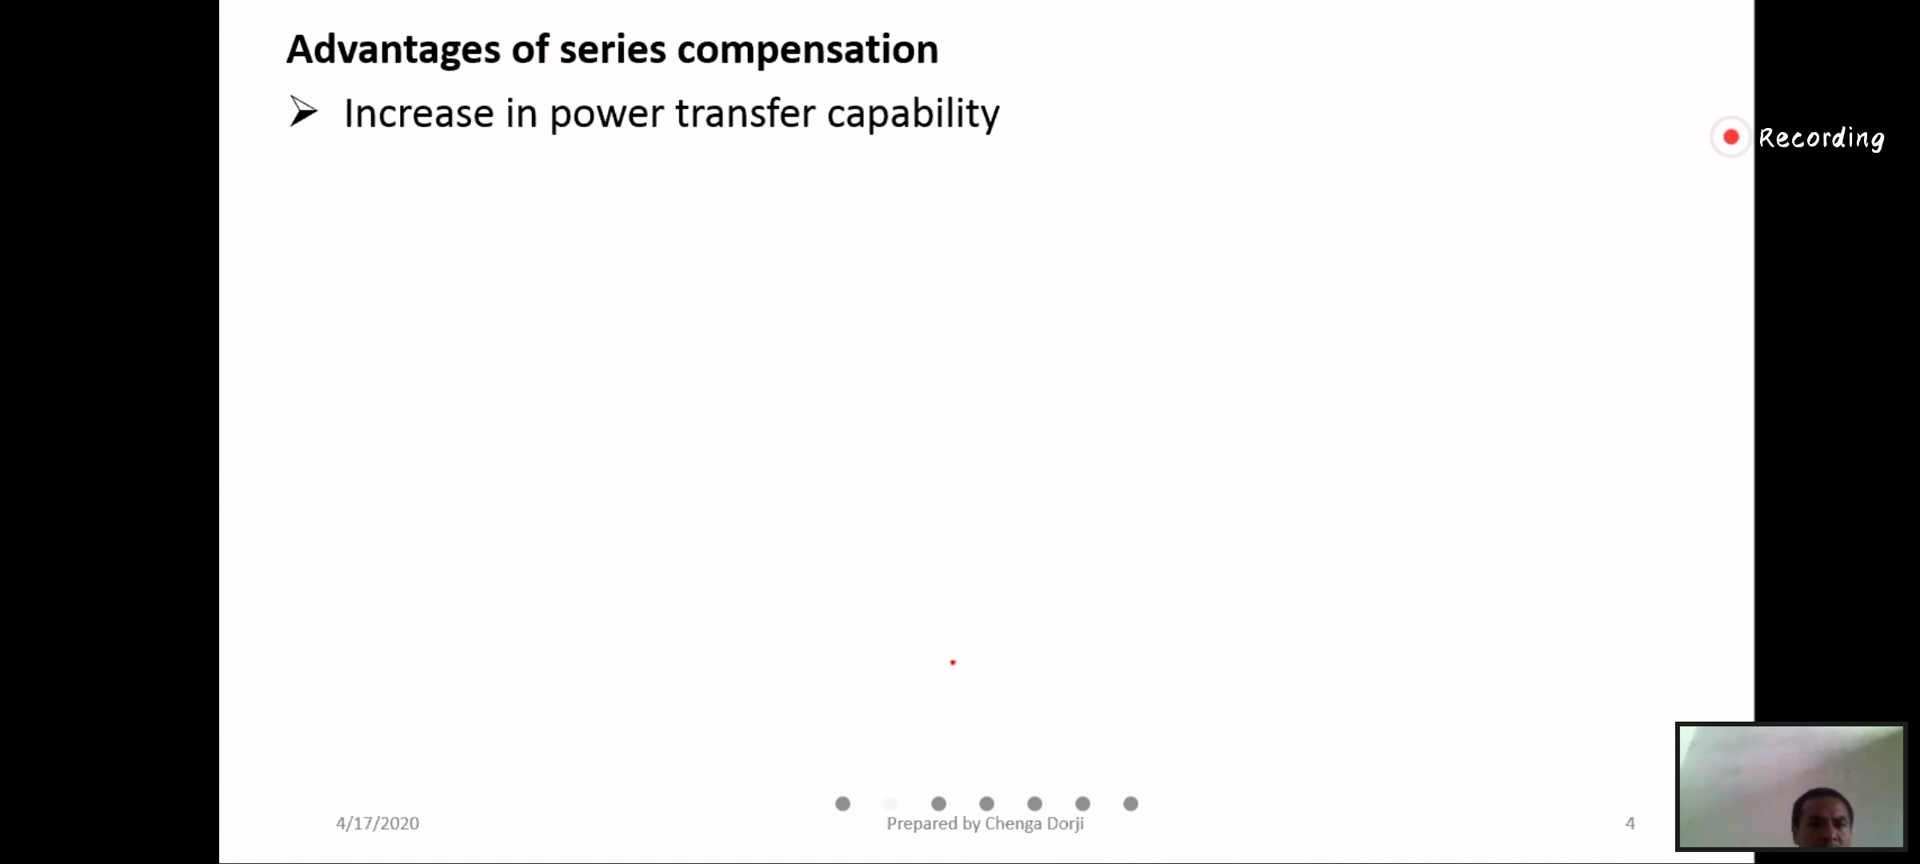 Advantages of series compensation
➢ Increase in power transfer capability
Recording
4/17/2020
Prepared by Chenga Dorji
4